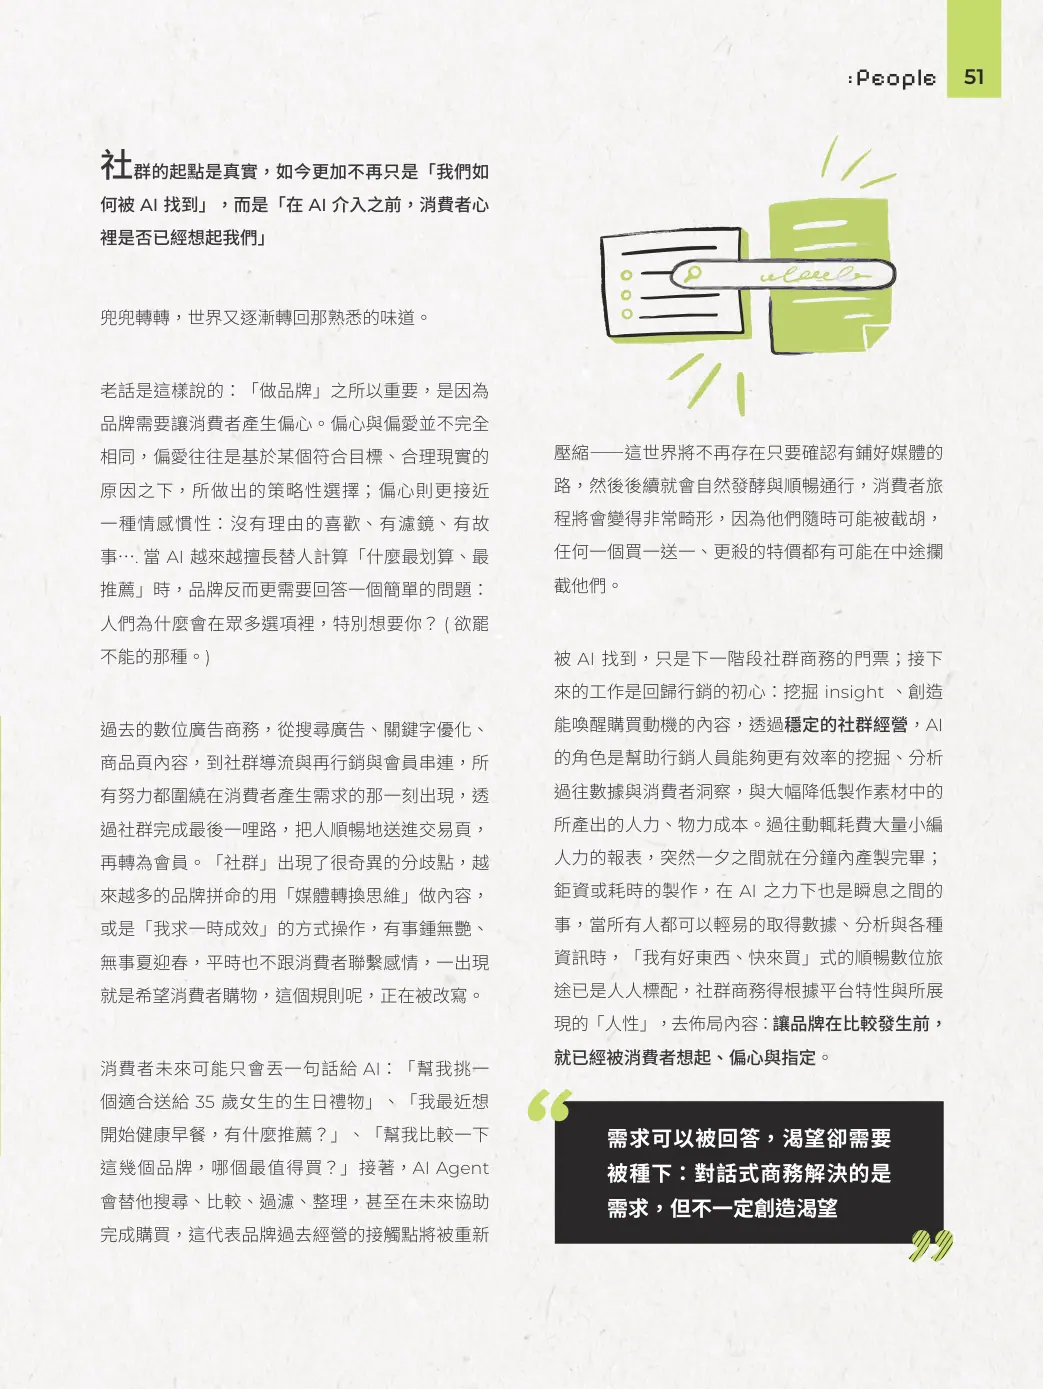 :People
51
社群的起點是真實，如今更加不再只是「我們如
何被 AI 找到」，而是「在 AI 介入之前，消費者心
裡是否已經想起我們」
兜兜轉轉，世界又逐漸轉回那熟悉的味道。
老話是這樣說的：「做品牌」之所以重要，是因為
品牌需要讓消費者產生偏心。偏心與偏愛並不完全
相同，偏愛往往是基於某個符合目標、合理現實的
原因之下，所做出的策略性選擇；偏心則更接近
一種情感慣性：沒有理由的喜歡、有濾鏡、有故
事…. 當 AI 越來越擅長替人計算「什麼最划算、最
推薦」時，品牌反而更需要回答一個簡單的問題：
人們為什麼會在眾多選項裡，特別想要你？ ( 欲罷
不能的那種。)
過去的數位廣告商務，從搜尋廣告、關鍵字優化、
商品頁內容，到社群導流與再行銷與會員串連，所
有努力都圍繞在消費者產生需求的那一刻出現，透
過社群完成最後一哩路，把人順暢地送進交易頁，
再轉為會員。「社群」出現了很奇異的分歧點，越
來越多的品牌拼命的用「媒體轉換思維」做內容，
或是「我求一時成效」的方式操作，有事鍾無艷、
無事夏迎春，平時也不跟消費者聯繫感情，一出現
就是希望消費者購物，這個規則呢，正在被改寫。
消費者未來可能只會丟一句話給 AI：「幫我挑一
個適合送給 35 歲女生的生日禮物」、「我最近想
開始健康早餐，有什麼推薦？」、「幫我比較一下
這幾個品牌，哪個最值得買？」接著，AI Agent
會替他搜尋、比較、過濾、整理，甚至在未來協助
完成購買，這代表品牌過去經營的接觸點將被重新
壓縮——這世界將不再存在只要確認有鋪好媒體的
路，然後後續就會自然發酵與順暢通行，消費者旅
程將會變得非常畸形，因為他們隨時可能被截胡，
任何一個買一送一、更殺的特價都有可能在中途攔
截他們。
被 AI 找到，只是下一階段社群商務的門票；接下
來的工作是回歸行銷的初心：挖掘 insight 、創造
能喚醒購買動機的內容，透過穩定的社群經營，AI
的角色是幫助行銷人員能夠更有效率的挖掘、分析
過往數據與消費者洞察，與大幅降低製作素材中的
所產出的人力、物力成本。過往動輒耗費大量小編
人力的報表，突然一夕之間就在分鐘內產製完畢；
鉅資或耗時的製作，在 AI 之力下也是瞬息之間的
事，當所有人都可以輕易的取得數據、分析與各種
資訊時，「我有好東西、快來買」式的順暢數位旅
途已是人人標配，社群商務得根據平台特性與所展
現的「人性」，去佈局內容：讓品牌在比較發生前，
就已經被消費者想起、偏心與指定。
需求可以被回答，渴望卻需要
被種下：對話式商務解決的是
需求，但不一定創造渴望